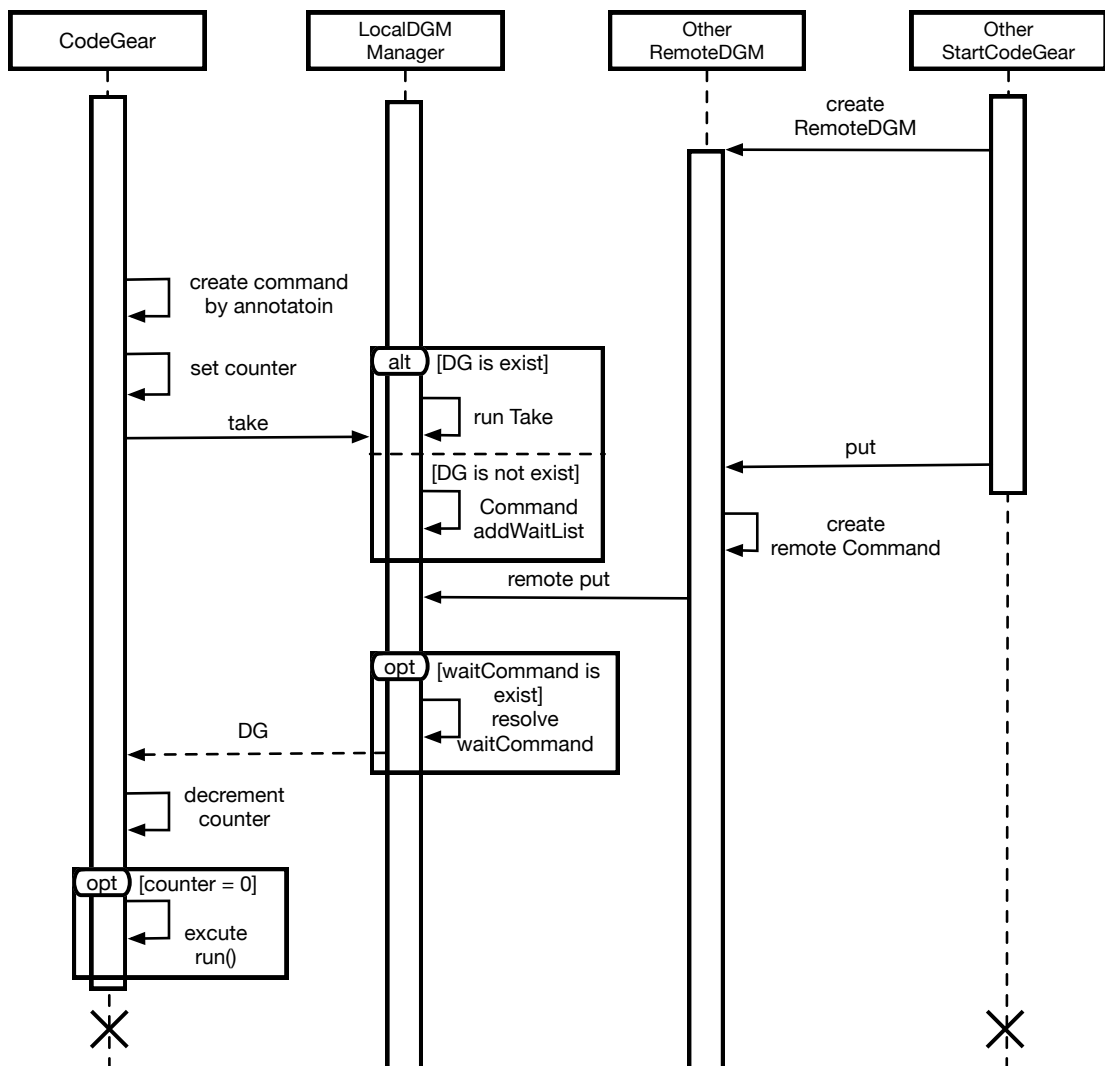 CodeGear
LocalDGM
Manager
Other
RemoteDGM
Other
StartCodeGear
create
RemoteDGM
create command
by annotatoin
set counter
take
alt
[DG is exist]
run Take
[DG is not exist]
Command
addWaitList
put
create
remote Command
remote put
opt
[waitCommand is
exist]
resolve
waitCommand
DG
decrement
counter
opt
[counter = 0]
excute
run()